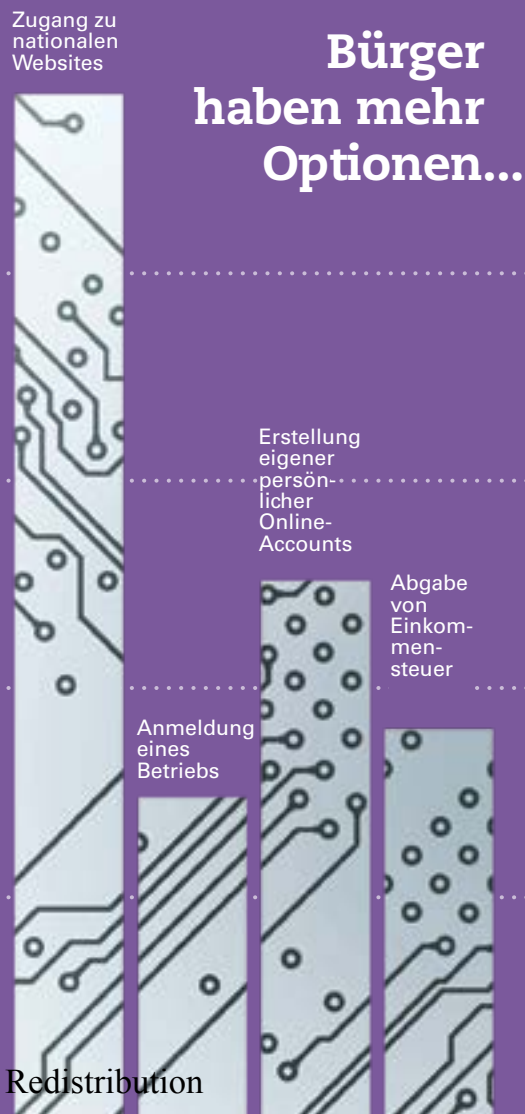 Zugang zu
nationalen
Websites
Bürger
haben mehr
Optionen...
Erstellung
eigener
persön-
licher
Online-
Accounts
Abgabe
von
Einkom-
men-
steuer
Anmeldung
eines
Betriebs
Redistribution